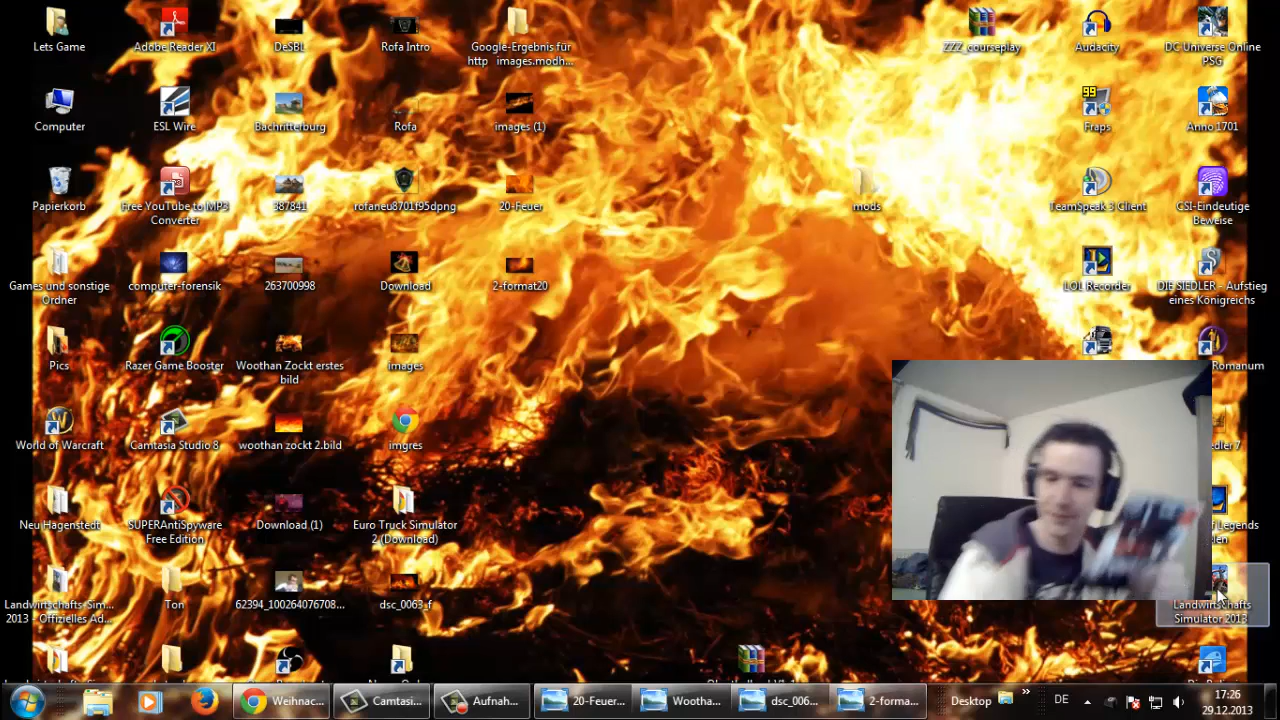 Lets Game
Adobe Reader XI
DeSBL
Rofa Intro
Google-Ergebnis für
http images.modh...
ZZZ_courseplay
Audacity
DC Universe Online
PSG
Computer
ESL Wire
Bachritterburg
Rofa
images (1)
99
Fraps
Anno 1701
Papierkorb
Free YouTube to MP3
Converter
387841
rofaneu8701f95dpng
20-Feuer
mods
TeamSpeak 3 Client
CSI-Eindeutige
Beweise
Games und sonstige
Ordner
computer-forensik
263700998
Download
2-format20
LOL Recorder
DIE SIEDLER - Aufstieg
eines Königreichs
Pics
Razer Game Booster
Woothan Zockt erstes
bild
images
Romanum
World of Warcraft
Camtasia Studio 8
woothan zockt 2.bild
imgres
edler 7
Neu Hagenstedt
SUPERAntiSpyware
Free Edition
Download (1)
Euro Truck Simulator
2 (Download)
of Legends
Landwirtschafts-Sim...
2013 - Offizielles Ad...
Ton
62394_100264076708...
dsc_0063-f
Landwirtschafts
Simulator 2013
Weihnac...
Camtasi...
Aufnah...
20-Feuer...
Wootha...
dsc_006...
2-forma...
Desktop
»
DE
17:26
29.12.2013